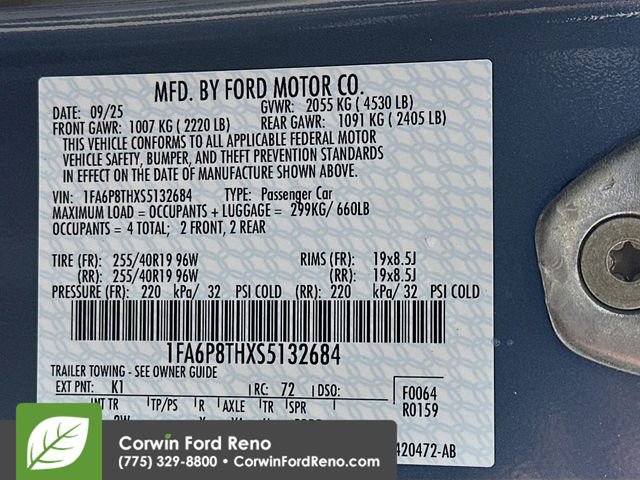 MFD. BY FORD MOTOR CO.
DATE: 09/25 GVWR: 2055 KG ( 4530 LB)
FRONT GAWR: 1007 KG ( 2220 LB) REAR GAWR: 1091 KG ( 2405 LB)
THIS VEHICLE CONFORMS TO ALL APPLICABLE FEDERAL MOTOR
VEHICLE SAFETY, BUMPER, AND THEFT PREVENTION STANDARDS
IN EFFECT ON THE DATE OF MANUFACTURE SHOWN ABOVE.
VIN: 1FA6P8THXS5132684 TYPE: Passenger Car
MAXIMUM LOAD = OCCUPANTS + LUGGAGE = 299KG/ 660LB
OCCUPANTS = 4 TOTAL; 2 FRONT, 2 REAR
TIRE (FR): 255/40R19 96W RIMS (FR): 19x8.5J
(RR): 255/40R19 96W (RR): 19x8.5J
PRESSURE (FR): 220 kPa/ 32 PSI COLD (RR): 220 kPa/ 32 PSI COLD
1FA6P8THXS5132684
TRAILER TOWING - SEE OWNER GUIDE
EXT PNT: K1 RC: 72 DSO: F0064
INT TR TP/PS R AXLE TR SPR R0159
420472-AB
Corwin Ford Reno
(775) 329-8800 • CorwinFordReno.com